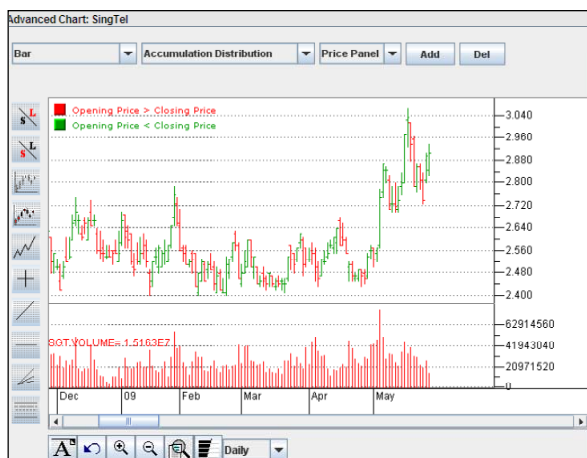 Advanced Chart: SingTel
Bar Accumulation Distribution Price Panel Add Del
Opening Price > Closing Price
Opening Price < Closing Price
3.040
2.960
2.880
2.800
2.720
2.640
2.560
2.480
2.400
SGT.VOLUME=.1.5163E7.
62914560
41943040
20971520
0
Dec 09 Feb Mar Apr May
A Daily
S L
S L